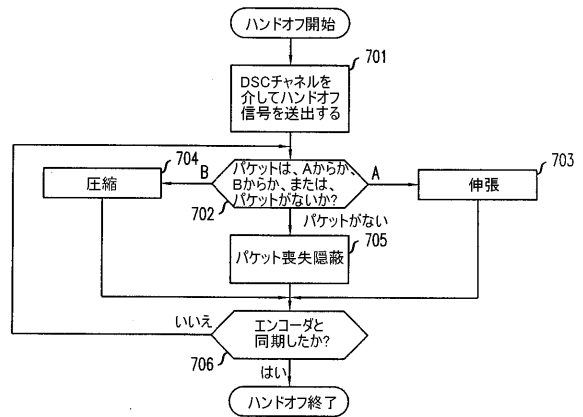 ハンドオフ開始
701
DSCチャネルを
介してハンドオフ
信号を送出する
704
圧縮
B
パケットは、Aからか、
Bからか、または、
パケットがないか?
702
A
703
伸張
パケットがない
705
パケット喪失隠蔽
いいえ
エンコーダと
同期したか?
706
はい
ハンドオフ終了